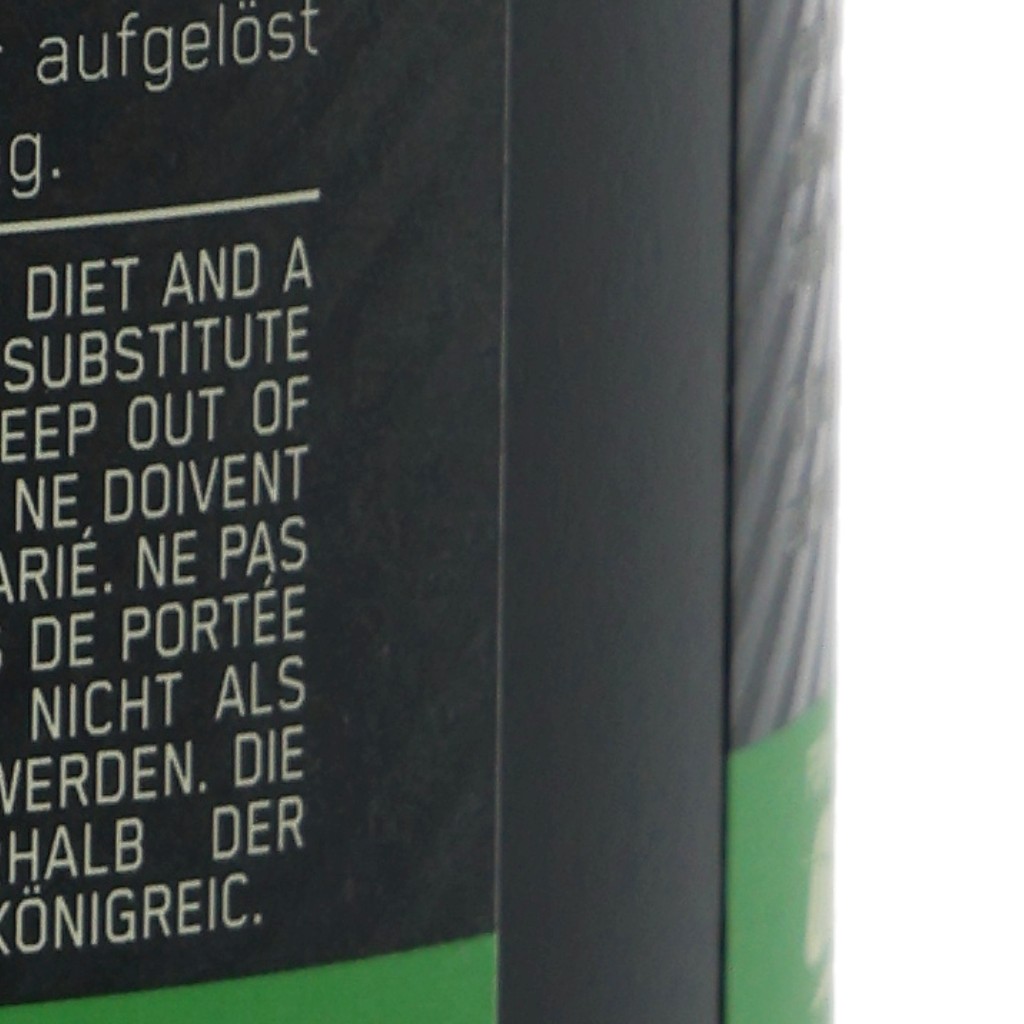 aufgelöst
g.
DIET AND A
SUBSTITUTE
EEP OUT OF
NE DOIVENT
ARIÉ. NE PAS
S DE PORTÉE
NICHT ALS
WERDEN. DIE
HALB DER
KÖNIGREIC.